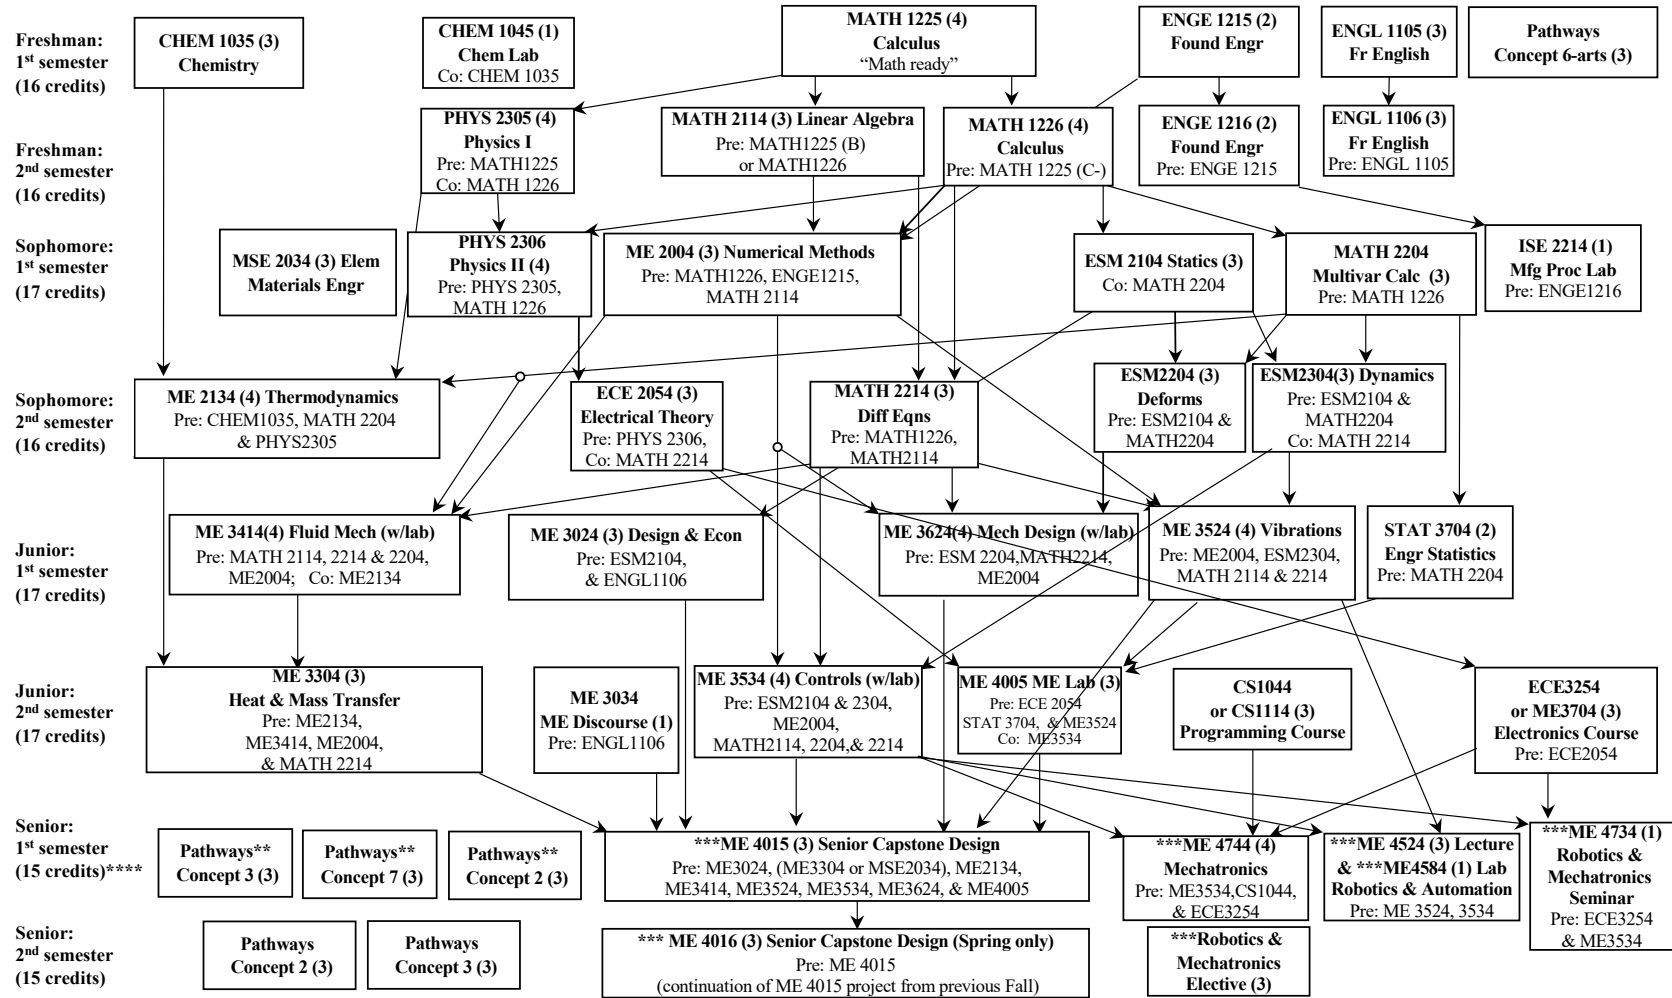 Freshman:
1st semester
(16 credits)
CHEM 1035 (3)
Chemistry
CHEM 1045 (1)
Chem Lab
Co: CHEM 1035
MATH 1225 (4)
Calculus
“Math ready”
ENGE 1215 (2)
Found Engr
ENGL 1105 (3)
Fr English
Pathways
Concept 6-arts (3)
Freshman:
2nd semester
(16 credits)
PHYS 2305 (4)
Physics I
Pre: MATH1225
Co: MATH 1226
MATH 2114 (3) Linear Algebra
Pre: MATH1225 (B)
or MATH1226
MATH 1226 (4)
Calculus
Pre: MATH 1225 (C-)
ENGE 1216 (2)
Found Engr
Pre: ENGE 1215
ENGL 1106 (3)
Fr English
Pre: ENGL 1105
Sophomore:
1st semester
(17 credits)
MSE 2034 (3) Elem
Materials Engr
PHYS 2306
Physics II (4)
Pre: PHYS 2305,
MATH 1226
ME 2004 (3) Numerical Methods
Pre: MATH1226, ENGE1215,
MATH 2114
ESM 2104 Statics (3)
Co: MATH 2204
MATH 2204
Multivar Calc (3)
Pre: MATH 1226
ISE 2214 (1)
Mfg Proc Lab
Pre: ENGE1216
Sophomore:
2nd semester
(16 credits)
ME 2134 (4) Thermodynamics
Pre: CHEM1035, MATH 2204
& PHYS2305
ECE 2054 (3)
Electrical Theory
Pre: PHYS 2306,
Co: MATH 2214
MATH 2214 (3)
Diff Eqns
Pre: MATH1226,
MATH2114
ESM2204 (3)
Deforms
Pre: ESM2104 &
MATH2204
ESM2304(3) Dynamics
Pre: ESM2104 &
MATH2204
Co: MATH 2214
Junior:
1st semester
(17 credits)
ME 3414(4) Fluid Mech (w/lab)
Pre: MATH 2114, 2214 & 2204,
ME2004; Co: ME2134
ME 3024 (3) Design & Econ
Pre: ESM2104,
& ENGL1106
ME 3624(4) Mech Design (w/lab)
Pre: ESM 2204,MATH2214,
ME2004
ME 3524 (4) Vibrations
Pre: ME2004, ESM2304,
MATH 2114 & 2214
STAT 3704 (2)
Engr Statistics
Pre: MATH 2204
Junior:
2nd semester
(17 credits)
ME 3304 (3)
Heat & Mass Transfer
Pre: ME2134,
ME3414, ME2004,
& MATH 2214
ME 3034
ME Discourse (1)
Pre: ENGL1106
ME 3534 (4) Controls (w/lab)
Pre: ESM2104 & 2304,
ME2004,
MATH2114, 2204,& 2214
ME 4005 ME Lab (3)
Pre: ECE 2054
STAT 3704, & ME3524
Co: ME3534
CS1044
or CS1114 (3)
Programming Course
ECE3254
or ME3704 (3)
Electronics Course
Pre: ECE2054
Senior:
1st semester
(15 credits)****
Pathways**
Concept 3 (3)
Pathways**
Concept 7 (3)
Pathways**
Concept 2 (3)
***ME 4015 (3) Senior Capstone Design
Pre: ME3024, (ME3304 or MSE2034), ME2134,
ME3414, ME3524, ME3534, ME3624, & ME4005
***ME 4744 (4)
Mechatronics
Pre: ME3534,CS1044,
& ECE3254
***ME 4524 (3) Lecture
& ***ME4584 (1) Lab
Robotics & Automation
Pre: ME 3524, 3534
***ME 4734 (1)
Robotics &
Mechatronics
Seminar
Pre: ECE3254
& ME3534
Senior:
2nd semester
(15 credits)
Pathways
Concept 2 (3)
Pathways
Concept 3 (3)
*** ME 4016 (3) Senior Capstone Design (Spring only)
Pre: ME 4015
(continuation of ME 4015 project from previous Fall)
***Robotics &
Mechatronics
Elective (3)